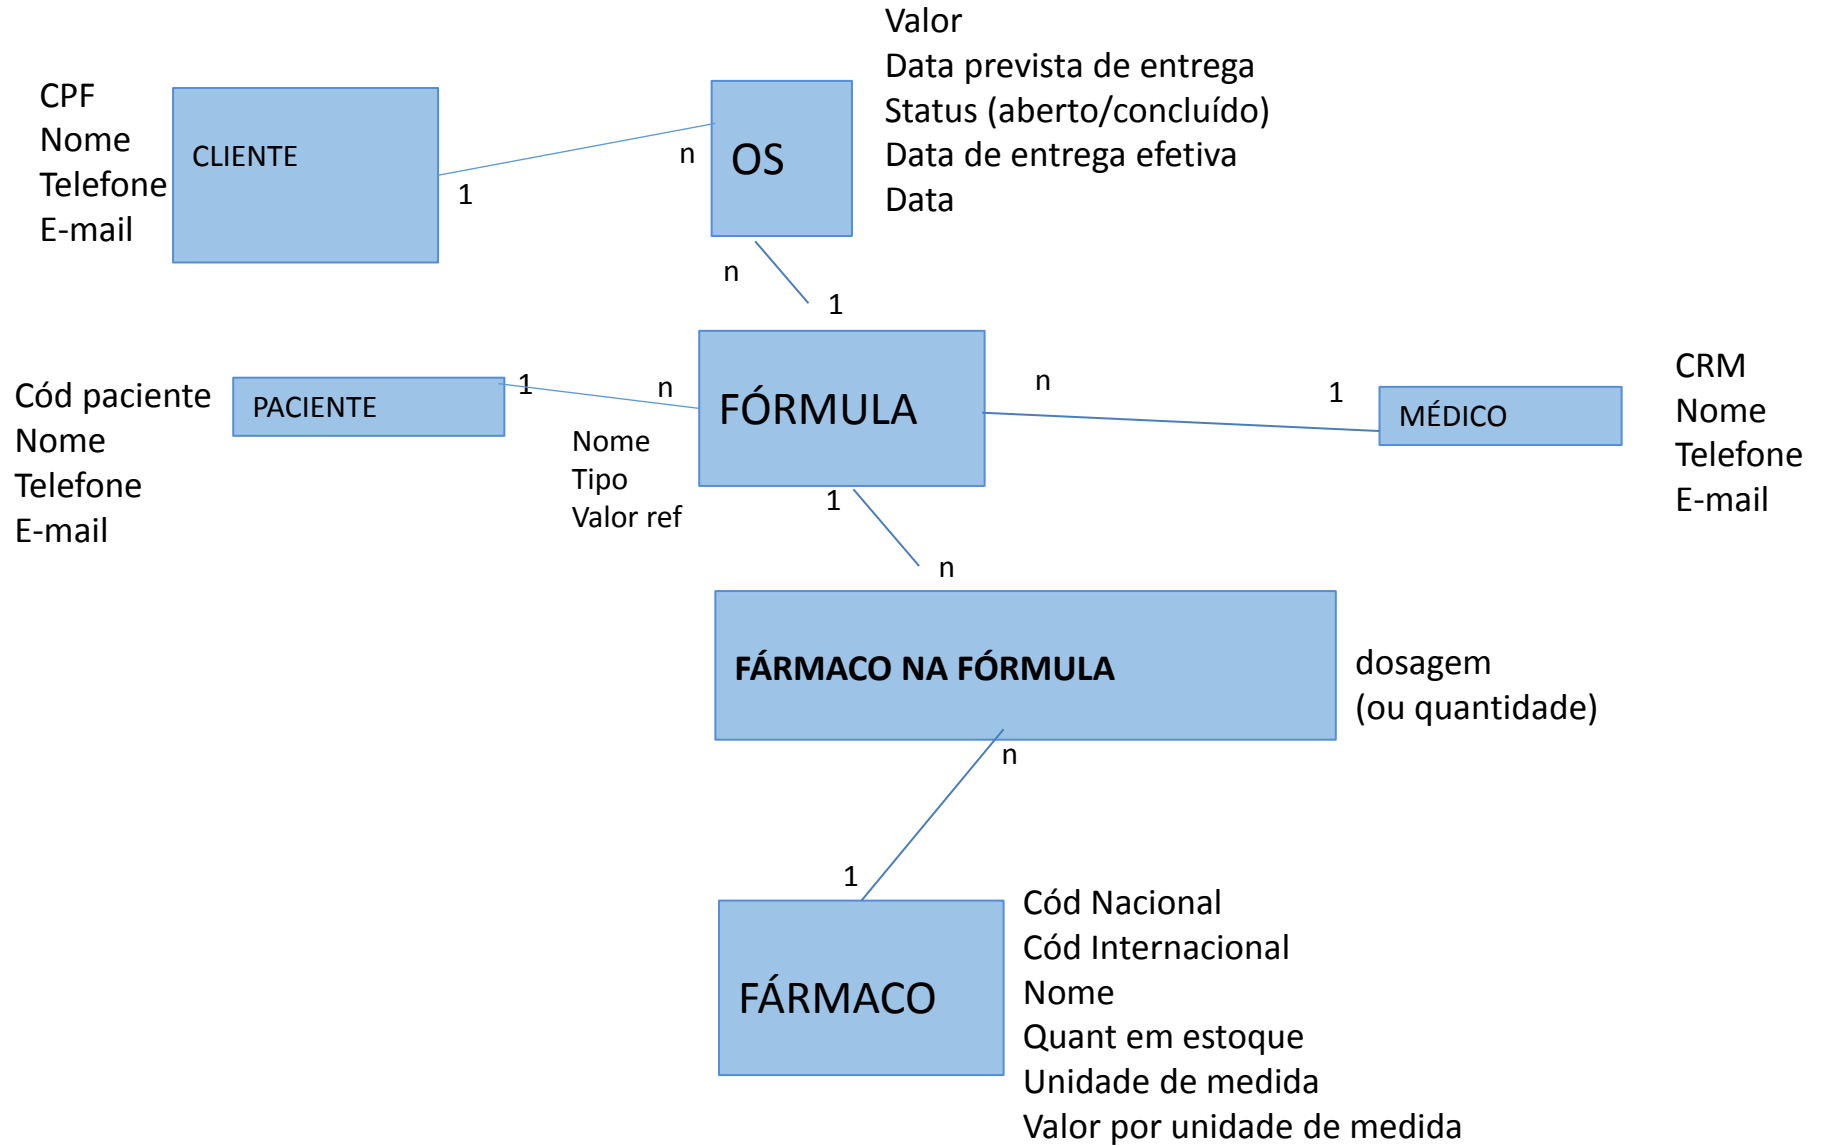 Valor
Data prevista de entrega
Status (aberto/concluído)
Data de entrega efetiva
Data
CPF
Nome
Telefone
E-mail
CLIENTE
1
n
OS
n
1
Cód paciente
Nome
Telefone
E-mail
PACIENTE
1
n
Nome
Tipo
Valor ref
FÓRMULA
n
1
MÉDICO
CRM
Nome
Telefone
E-mail
1
n
FÁRMACO NA FÓRMULA
dosagem
(ou quantidade)
n
1
FÁRMACO
Cód Nacional
Cód Internacional
Nome
Quant em estoque
Unidade de medida
Valor por unidade de medida